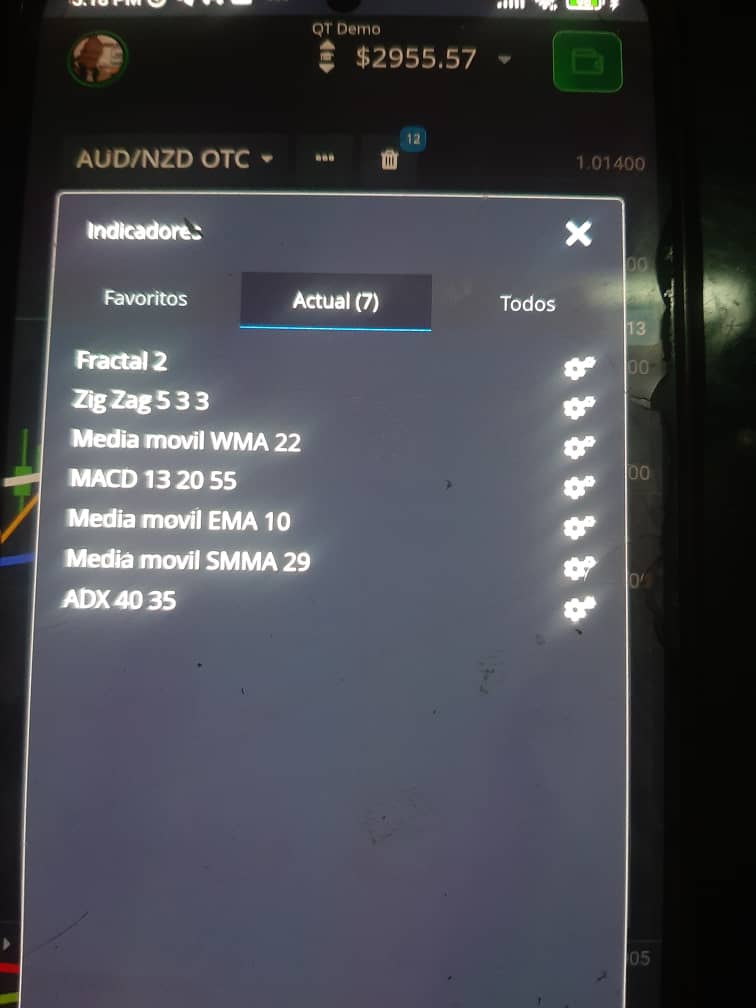 QT Demo
$2955.57
12
AUD/NZD OTC
1.01400
Indicadores
Favoritos
Actual (7)
Todos
13
Fractal 2
Zig Zag 5 3 3
Media movil WMA 22
MACD 13 20 55
Media movil EMA 10
Media movil SMMA 29
ADX 40 35